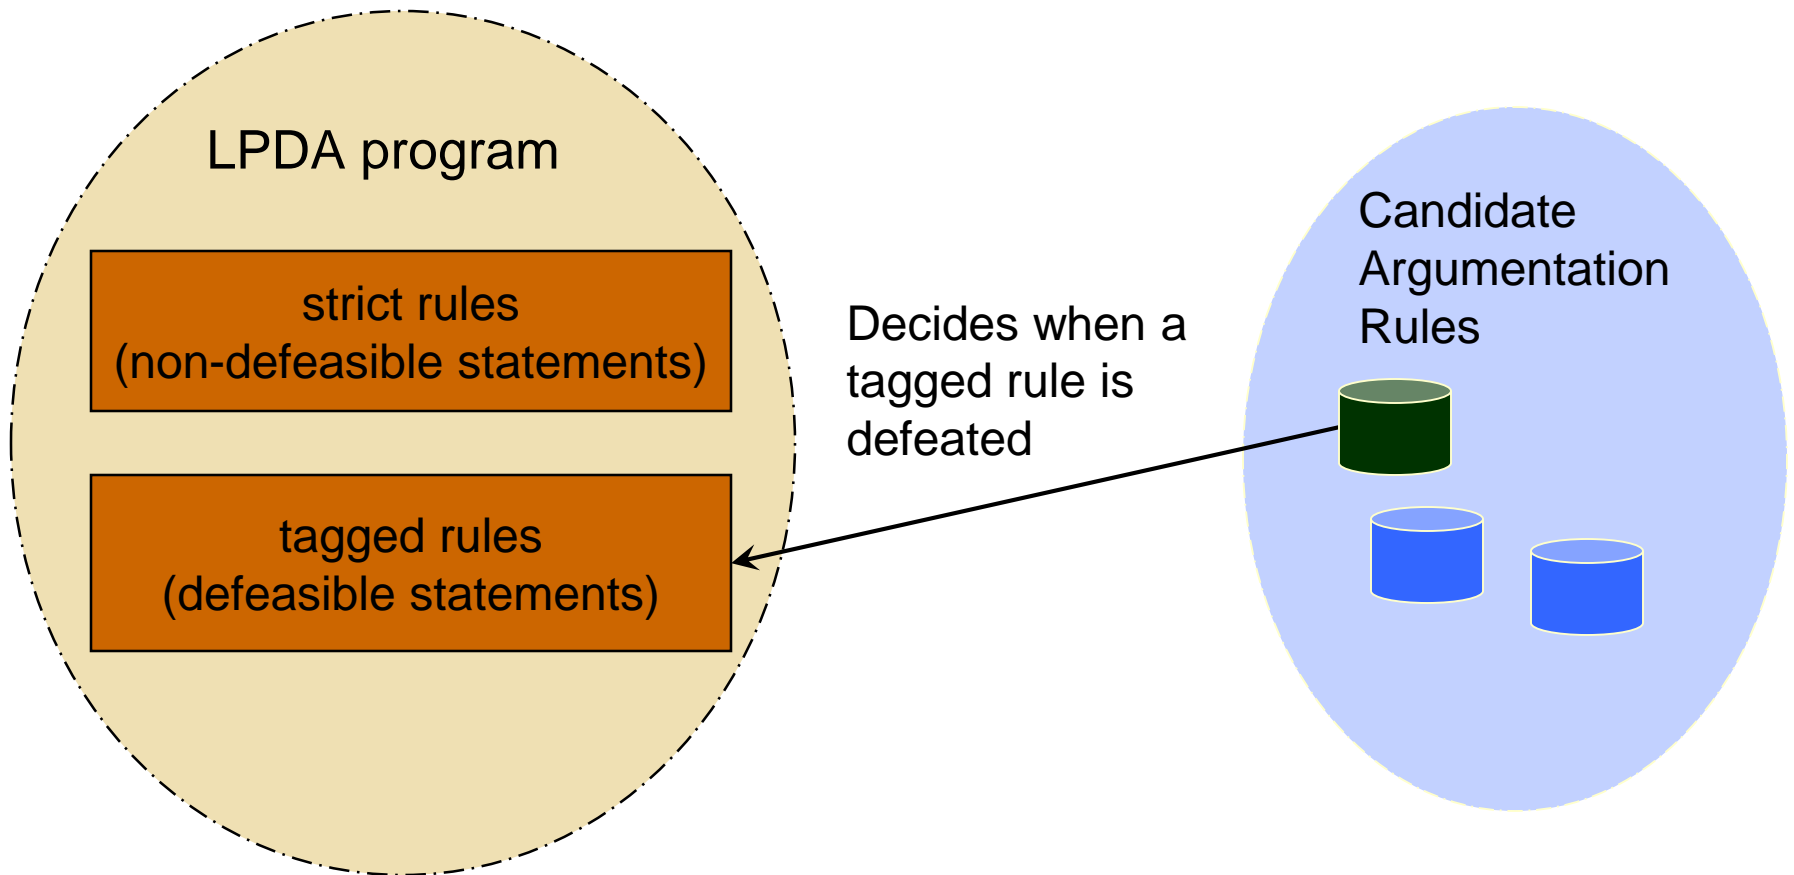 LPDA program
strict rules
(non-defeasible statements)
tagged rules
(defeasible statements)
Decides when a
tagged rule is
defeated
Candidate
Argumentation
Rules